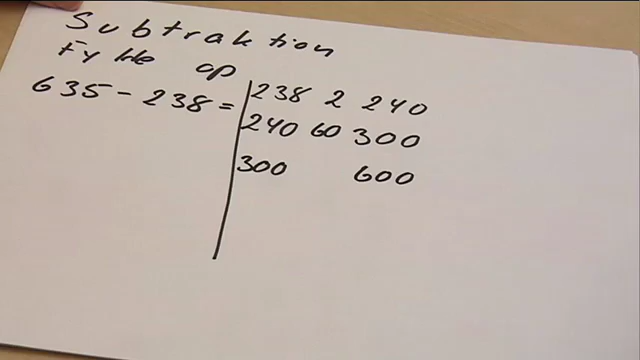 Subtraktion
Fylde op
635 - 238 = 238 2 240
240 60 300
300 600